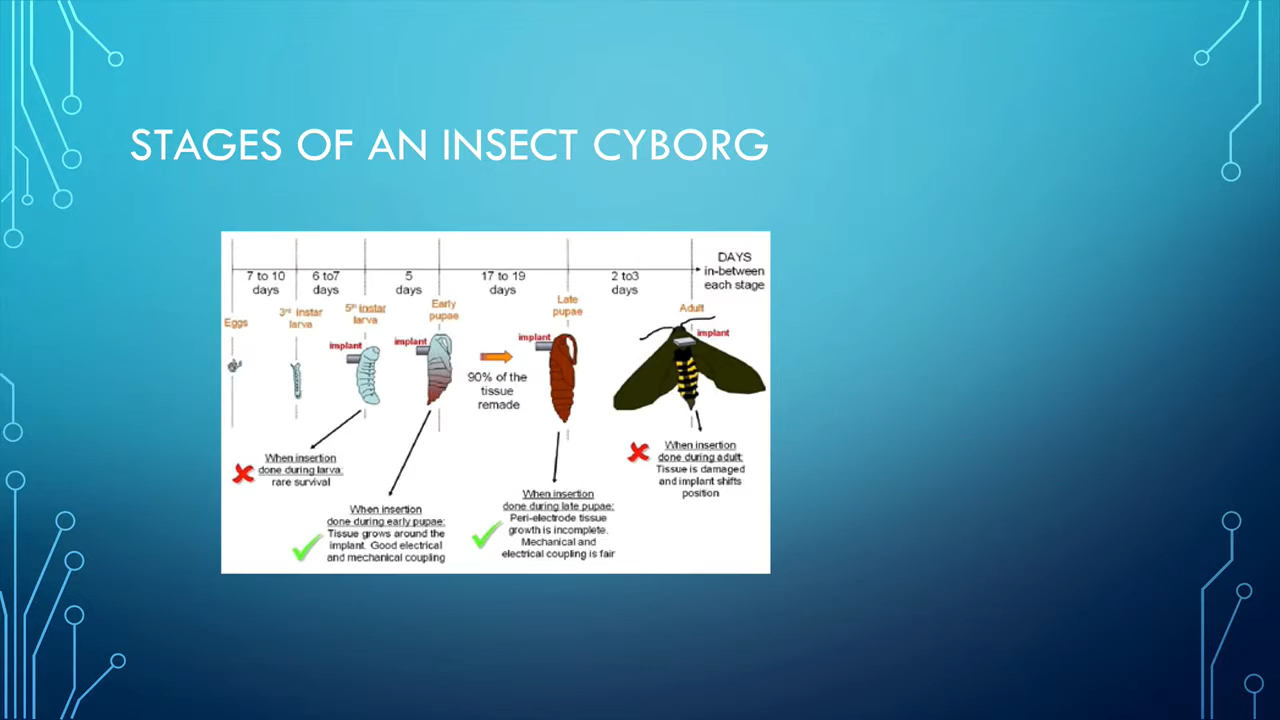 STAGES OF AN INSECT CYBORG
DAYS
in-between
each stage
7 to 10
days
6 to7
days
5
days
17 to 19
days
2 to3
days
Eggs
3rd instar
larva
5th instar
larva
Early
pupae
Late
pupae
Adult
implant
implant
implant
implant
90% of the
tissue
remade
When insertion
done during larva:
rare survival
When insertion
done during early pupae:
Tissue grows around the
implant. Good electrical
and mechanical coupling
When insertion
done during late pupae:
Peri-electrode tissue
growth is incomplete.
Mechanical and
electrical coupling is fair
When insertion
done during adult:
Tissue is damaged
and implant shifts
position